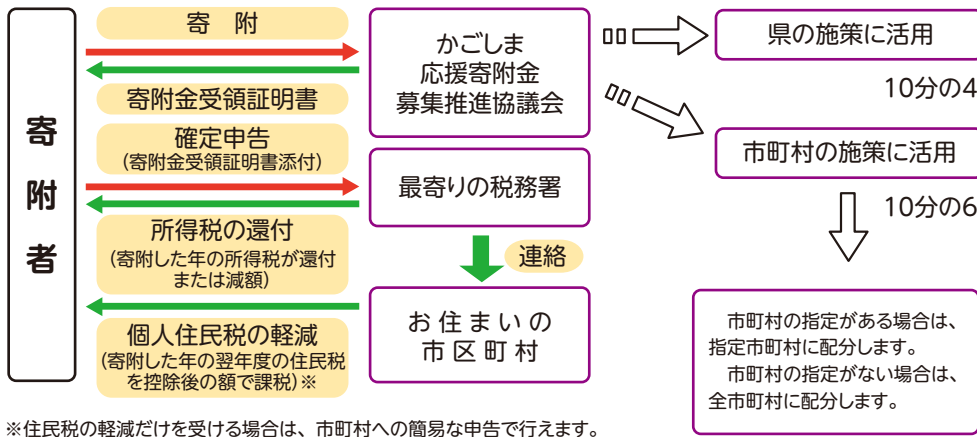 寄附者
寄　附
寄附金受領証明書
確定申告
(寄附金受領証明書添付)
所得税の還付
(寄附した年の所得税が還付
または減額)
個人住民税の軽減
(寄附した年の翌年度の住民税
を控除後の額で課税)※
かごしま
応援寄附金
募集推進協議会
最寄りの税務署
連絡
お住まいの
市区町村
県の施策に活用
10分の4
市町村の施策に活用
10分の6
市町村の指定がある場合は、
指定市町村に配分します。
市町村の指定がない場合は、
全市町村に配分します。
※住民税の軽減だけを受ける場合は、市町村への簡易な申告で行えます。